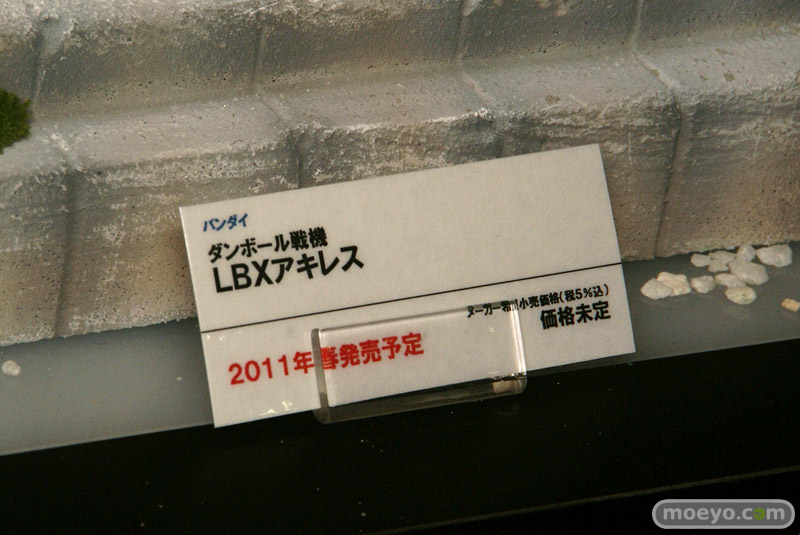 バンダイ
ダンボール戦機
LBXアキレス
メーカー希望小売価格(税5%込)
価格未定
2011年春発売予定
moeyo.com